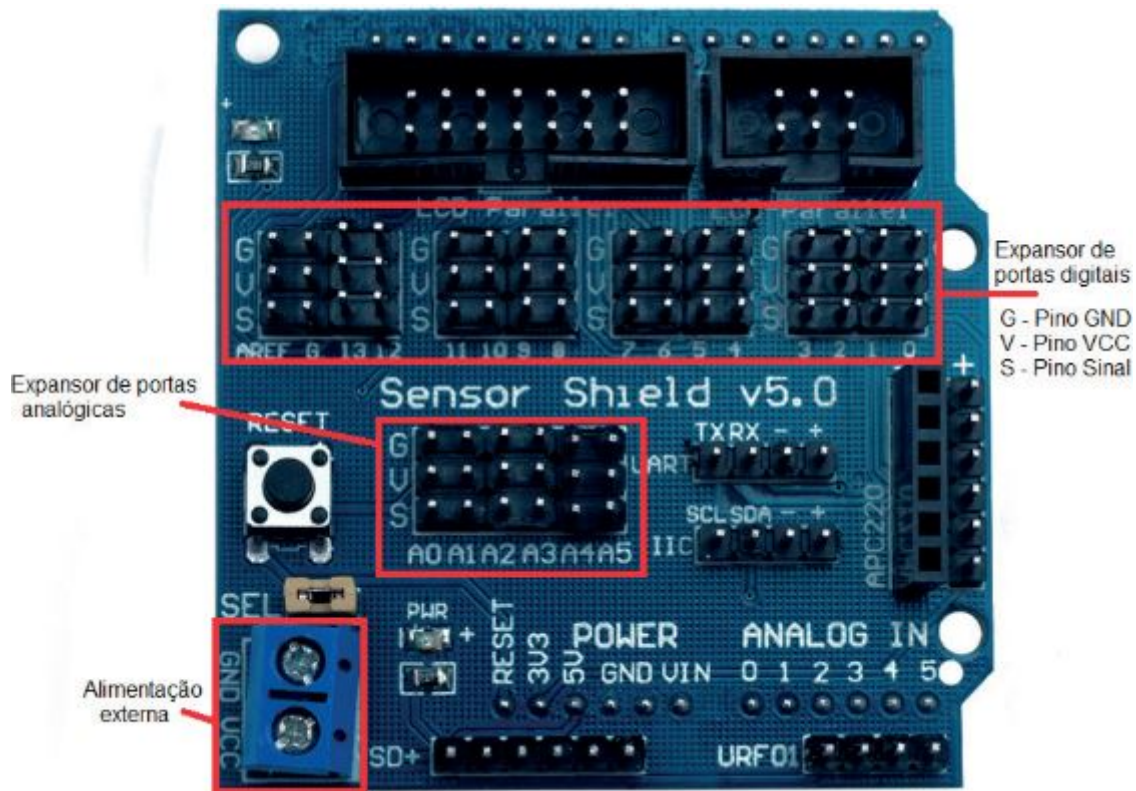 +
LCD Parallel
LCD Parallel
G
V
S
G
V
S
G
V
S
G
V
S
AREF G 13 12
11 10 9 8
7 6 5 4
3 2 1 0
Expansor de
portas digitais
G - Pino GND
V - Pino VCC
S - Pino Sinal
Expansor de portas
analógicas
Sensor Shield v5.0
+
RESET
G
V
S
A0 A1 A2 A3 A4 A5
TX RX - +
UART
SCL SDA - +
IIC
APC220
SEL
GND
VCC
Alimentação
externa
PWR
+
RESET
3V3
5V
POWER
GND VIN
ANALOG IN
0 1 2 3 4 5
SD+
URF01